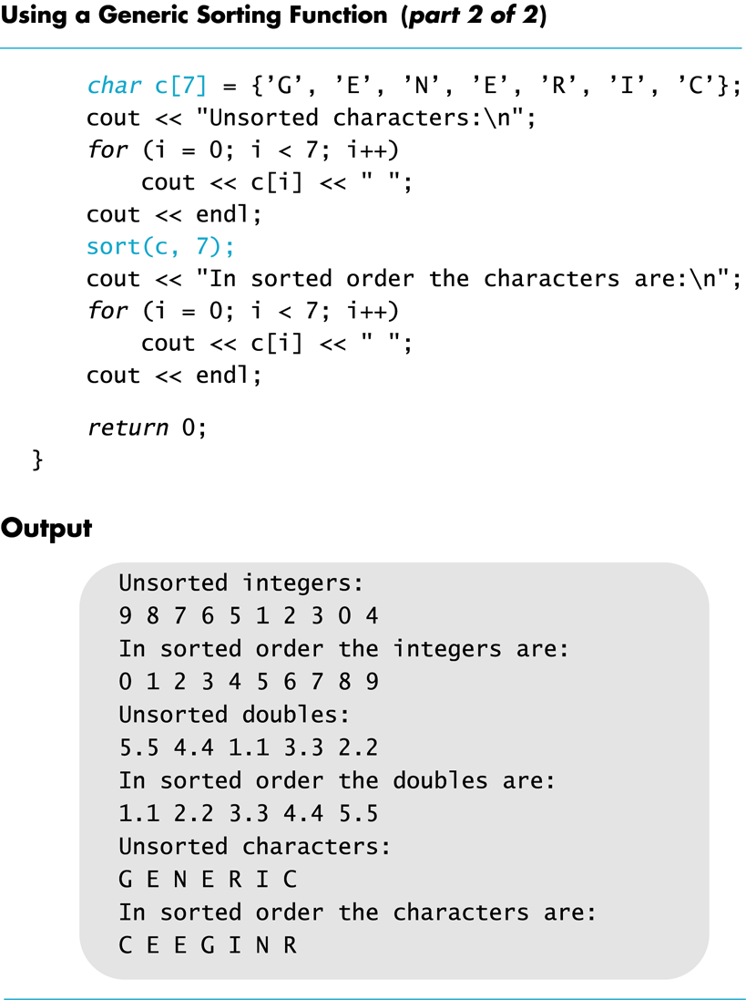 Using a Generic Sorting Function (part 2 of 2)
char c[7] = {’G’, ’E’, ’N’, ’E’, ’R’, ’I’, ’C’};
cout << "Unsorted characters:\n";
for (i = 0; i < 7; i++)
cout << c[i] << " ";
cout << endl;
sort(c, 7);
cout << "In sorted order the characters are:\n";
for (i = 0; i < 7; i++)
cout << c[i] << " ";
cout << endl;
return 0;
}
Output
Unsorted integers:
9 8 7 6 5 1 2 3 0 4
In sorted order the integers are:
0 1 2 3 4 5 6 7 8 9
Unsorted doubles:
5.5 4.4 1.1 3.3 2.2
In sorted order the doubles are:
1.1 2.2 3.3 4.4 5.5
Unsorted characters:
G E N E R I C
In sorted order the characters are:
C E E G I N R